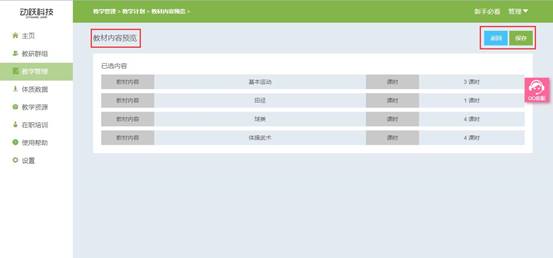 动跃科技
教学管理 > 教学计划 > 教材内容预览 >
新手必看 管理
主页
教研群组
教学管理
体质数据
教学资源
在职培训
使用帮助
设置
教材内容预览
返回 保存
已选内容
教材内容 基本运动 课时 3 课时
教材内容 田径 课时 1 课时
教材内容 球类 课时 4 课时
教材内容 体操武术 课时 4 课时
QQ客服